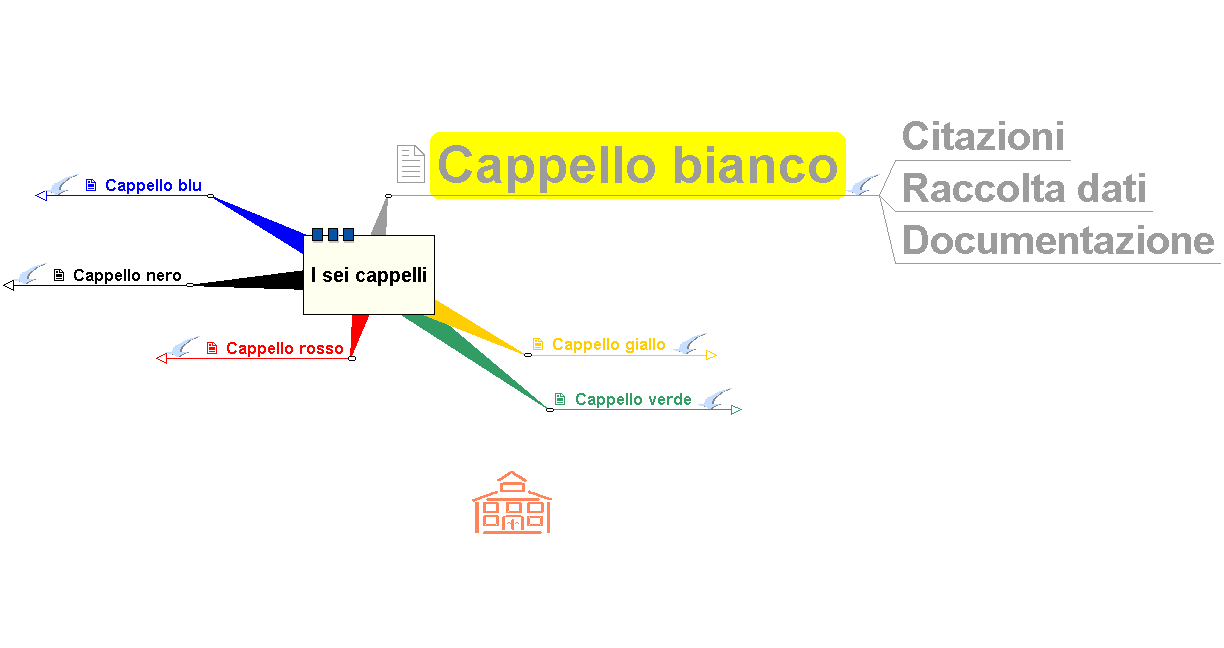 Cappello bianco
Citazioni
Raccolta dati
Documentazione
Cappello blu
I sei cappelli
Cappello nero
Cappello rosso
Cappello giallo
Cappello verde